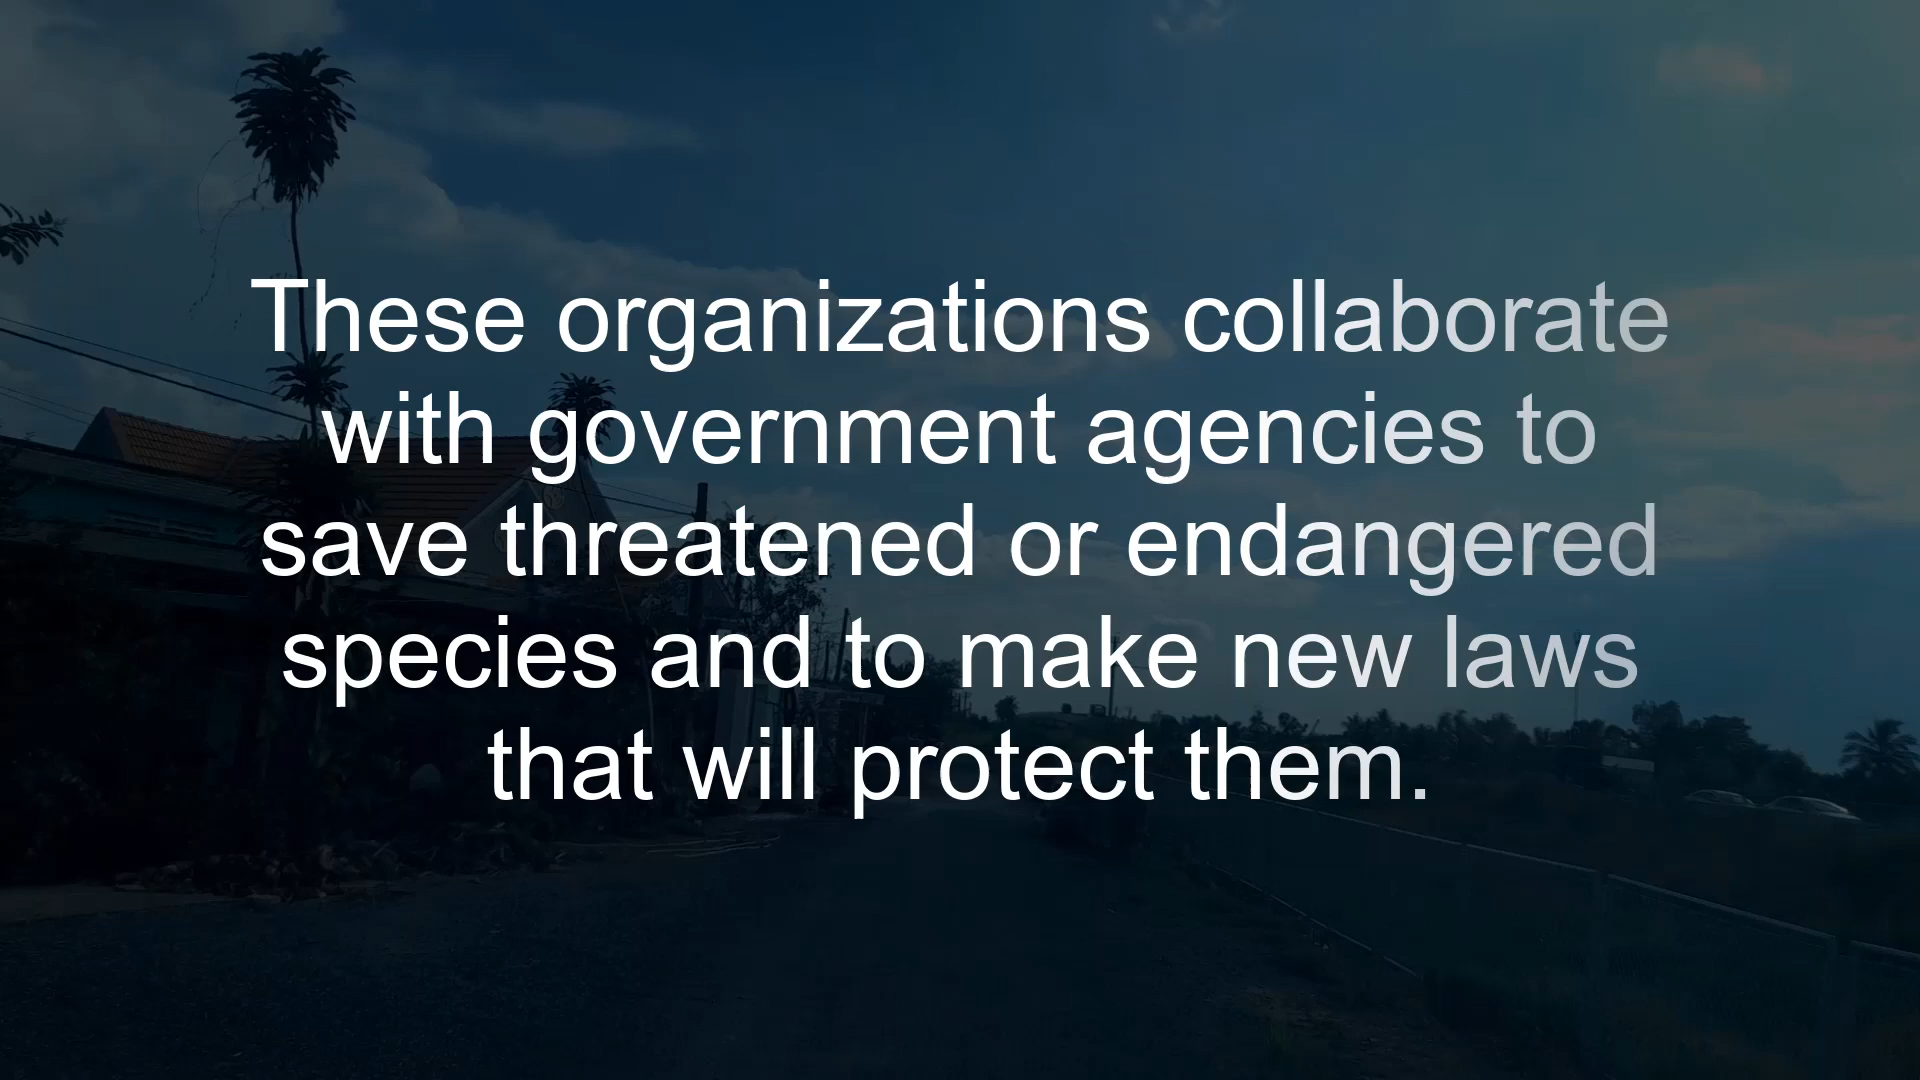 These organizations collaborate
with government agencies to
save threatened or endangered
species and to make new laws
that will protect them.